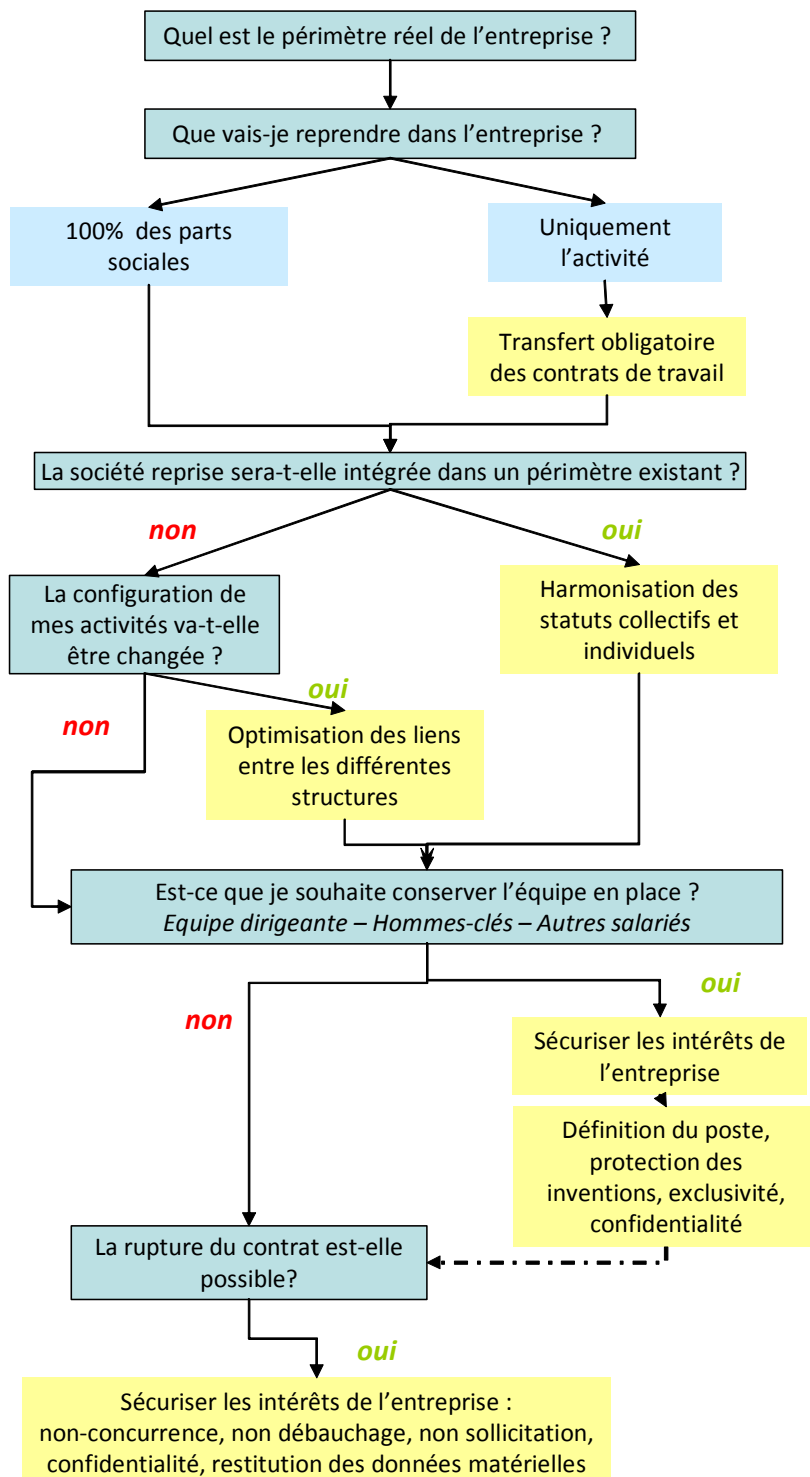 Quel est le périmètre réel de l'entreprise ?
Que vais-je reprendre dans l'entreprise ?
100% des parts
sociales
Uniquement
l'activité
Transfert obligatoire
des contrats de travail
La société reprise sera-t-elle intégrée dans un périmètre existant ?
non
oui
La configuration de
mes activités va-t-elle
être changée ?
Harmonisation des
statuts collectifs et
individuels
non
oui
Optimisation des liens
entre les différentes
structures
Est-ce que je souhaite conserver l'équipe en place ?
Equipe dirigeante – Hommes-clés – Autres salariés
non
oui
Sécuriser les intérêts de
l'entreprise
Définition du poste,
protection des
inventions, exclusivité,
confidentialité
La rupture du contrat est-elle
possible?
oui
Sécuriser les intérêts de l'entreprise :
non-concurrence, non débauchage, non sollicitation,
confidentialité, restitution des données matérielles